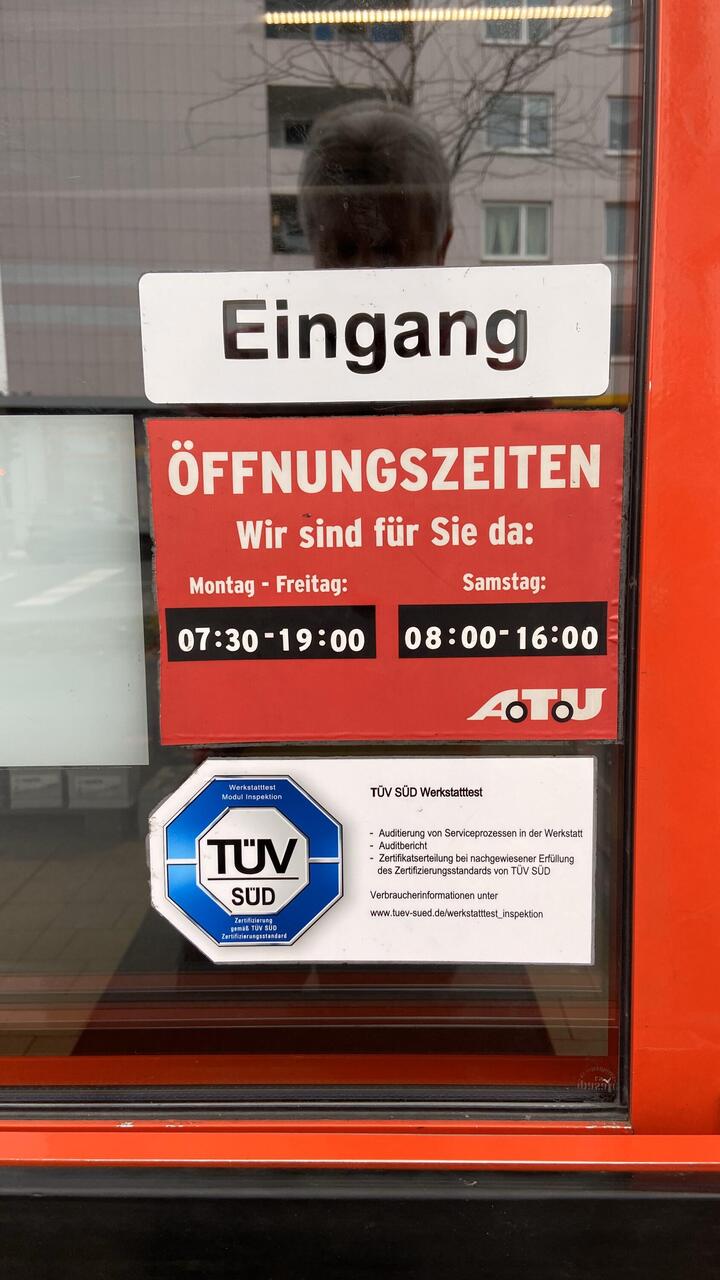 Eingang
ÖFFNUNGSZEITEN
Wir sind für Sie da:
Montag - Freitag:
07:30-19:00
Samstag:
08:00-16:00
ATU
Werkstatttest
Modul Inspektion
TÜV
SÜD
Zertifizierung
gemäß TÜV SÜD
Zertifizierungsstandard
TÜV SÜD Werkstatttest
- Auditierung von Serviceprozessen in der Werkstatt
- Auditbericht
- Zertifikatserteilung bei nachgewiesener Erfüllung
des Zertifizierungsstandards von TÜV SÜD
Verbraucherinformationen unter
www.tuev-sued.de/werkstatttest_inspektion